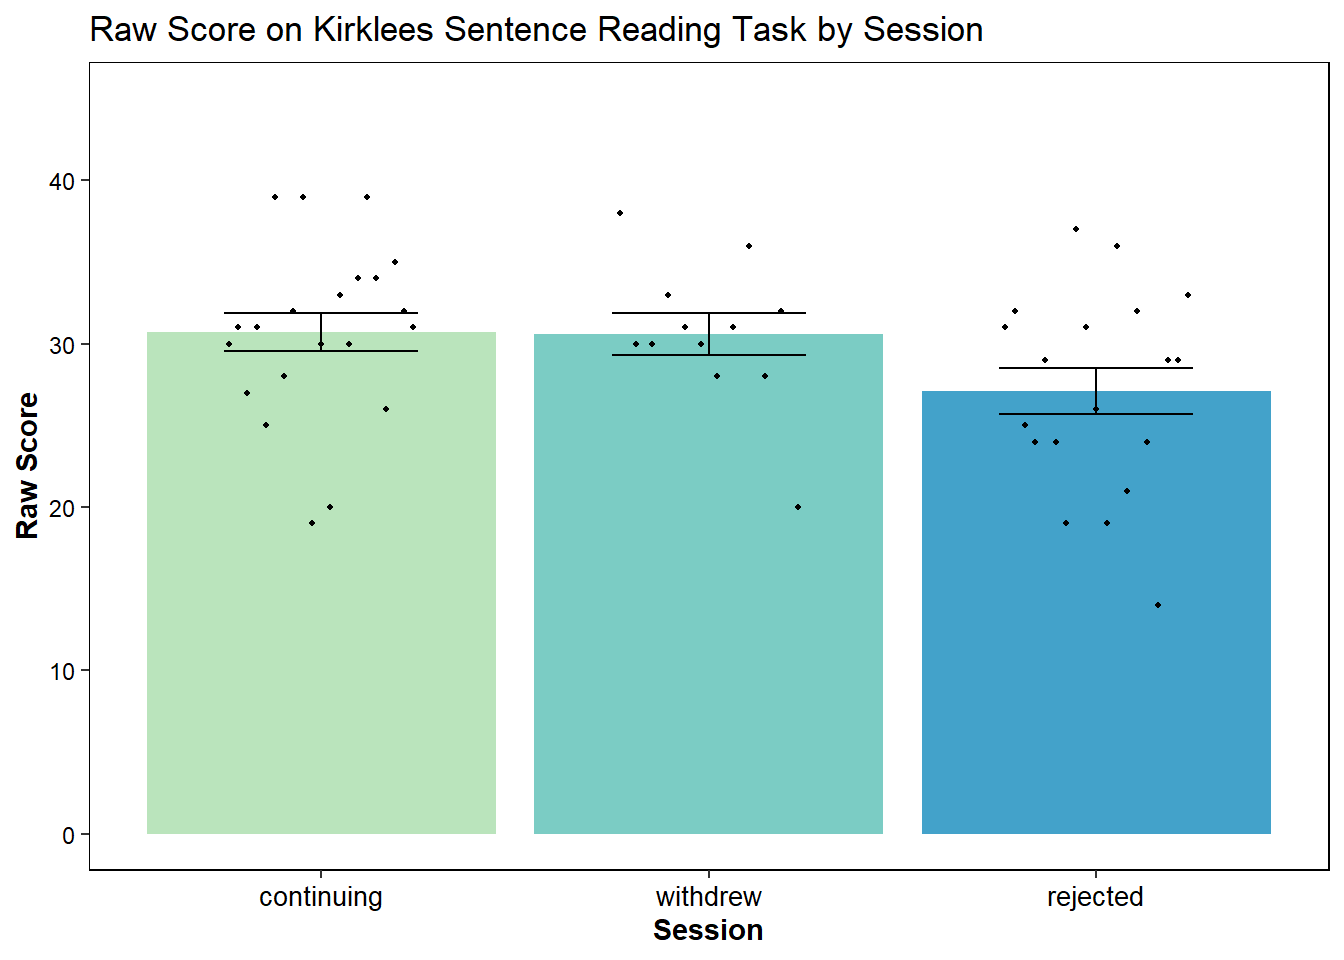 Raw Score on Kirklees Sentence Reading Task by Session
Raw Score
40
30
20
10
0
continuing
withdrew
rejected
Session